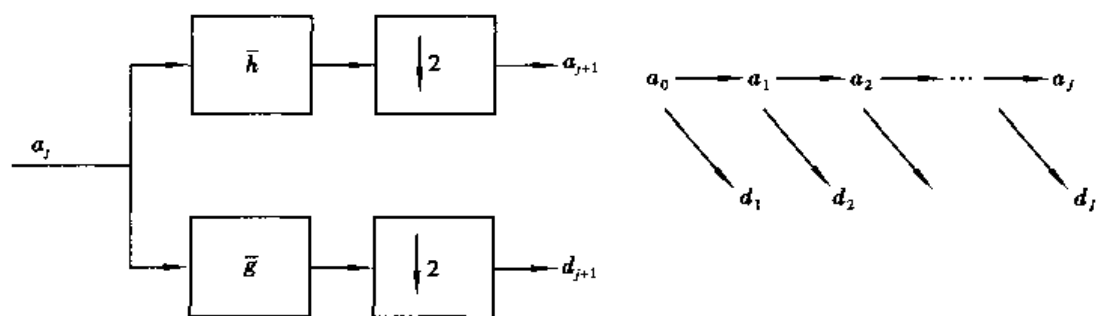 h̅
2
a_{j+1}
a_j
g̅
2
d_{j+1}
a_0 a_1 a_2 ··· a_J
d_1 d_2 d_J